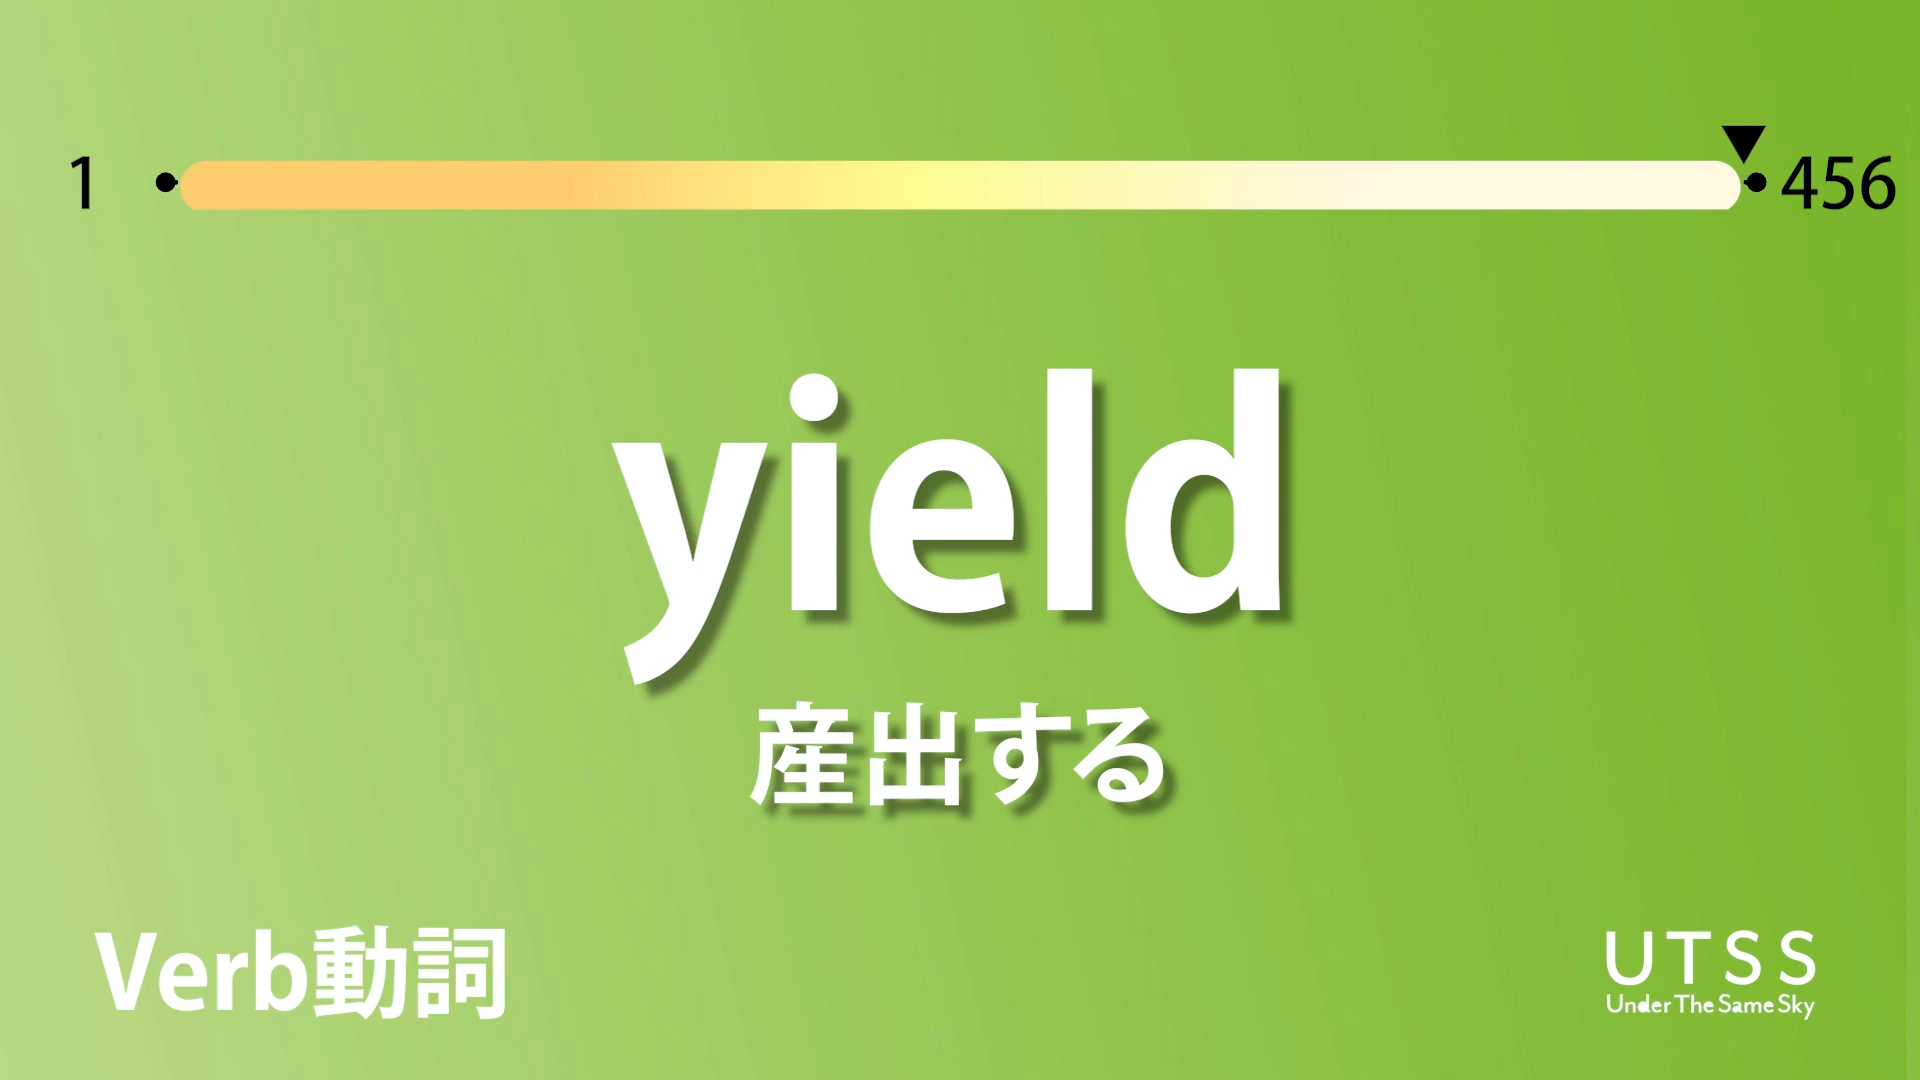 1
456
yield
産出する
Verb動詞
UTSS
Under The Same Sky